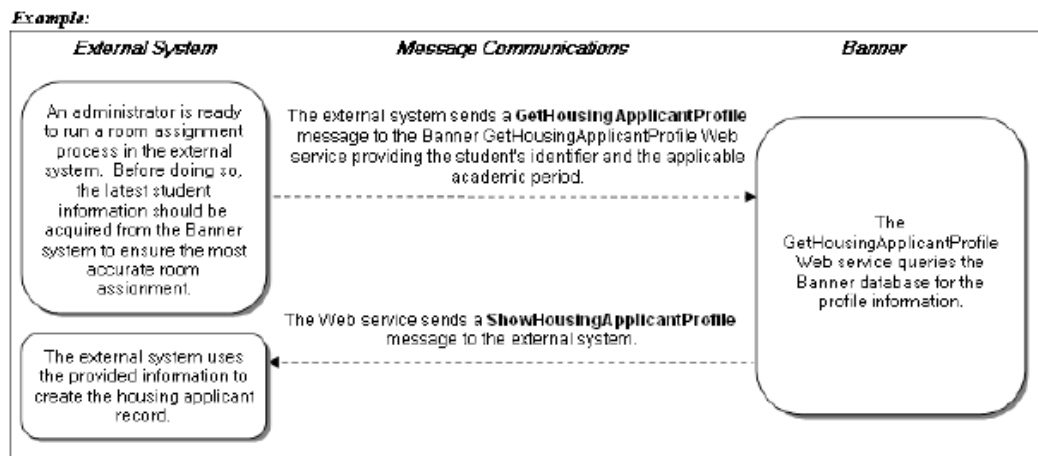 Example:
External System
Message Communications
Banner
An administrator is ready
to run a room assignment
process in the external
system. Before doing so,
the latest student
information should be
acquired from the Banner
system to ensure the most
accurate room
assignment.
The external system sends a GetHousingApplicantProfile
message to the Banner GetHousingApplicantProfile Web
service providing the student's identifier and the applicable
academic period.
The
GetHousingApplicantProfile
Web service queries the
Banner database for the
profile information.
The Web service sends a ShowHousingApplicantProfile
message to the external system.
The external system uses
the provided information to
create the housing applicant
record.